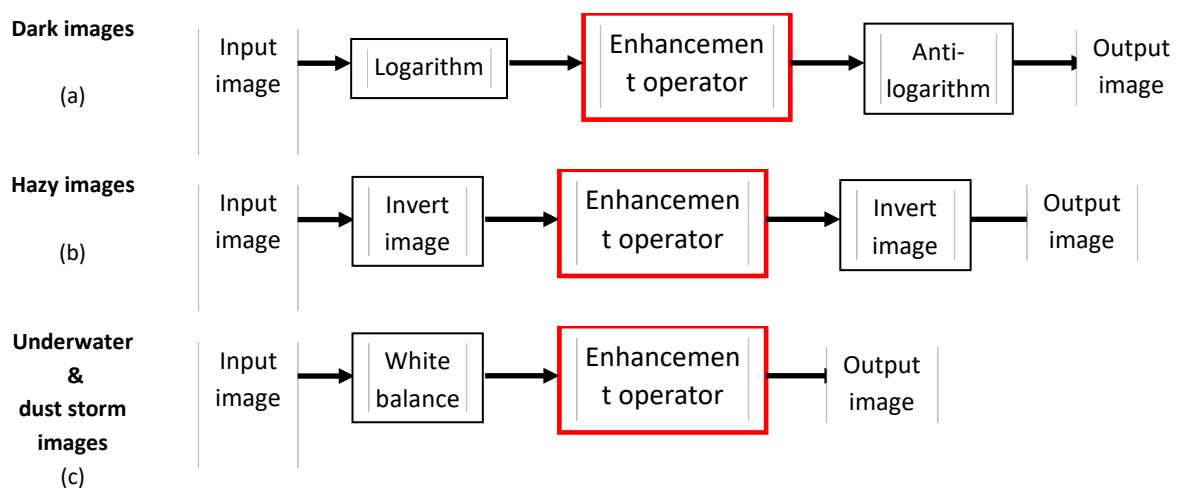 Dark images
(a)
Input
image
Logarithm
Enhancemen
t operator
Anti-
logarithm
Output
image
Hazy images
(b)
Input
image
Invert
image
Enhancemen
t operator
Invert
image
Output
image
Underwater
&
dust storm
images
(c)
Input
image
White
balance
Enhancemen
t operator
Output
image